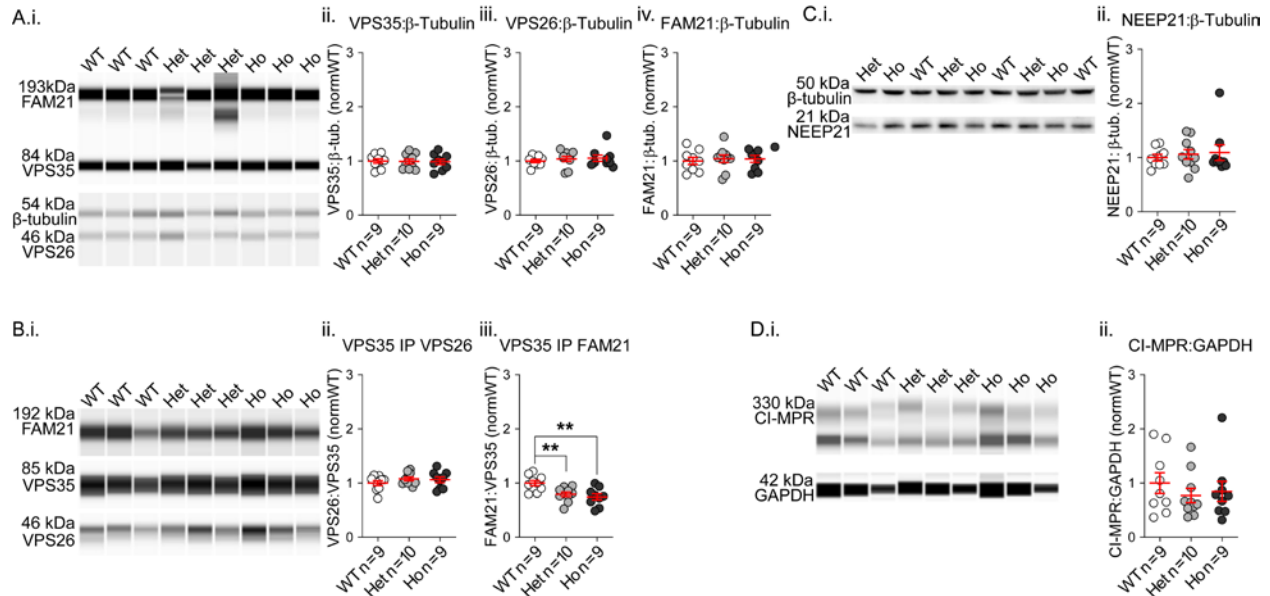 A.i.
WT WT WT Het Het Het Ho Ho Ho
193kDa
FAM21
84 kDa
VPS35
54 kDa
β-tubulin
46 kDa
VPS26
ii. VPS35:β-Tubulin
VPS35:β-tub. (normWT)
3
2
1
0
WT n=9 Het n=10 Ho n=9
iii. VPS26:β-Tubulin
VPS26:β-tub. (normWT)
3
2
1
0
WT n=9 Het n=10 Ho n=9
iv. FAM21:β-Tubulin
FAM21: β-tub. (normWT)
3
2
1
0
WT n=9 Het n=10 Ho n=9
C.i.
Het Ho WT Het Ho WT Het Ho WT
50 kDa
β-tubulin
21 kDa
NEEP21
ii. NEEP21:β-Tubulin
NEEP21: β-tub. (normWT)
3
2
1
0
WT n=9 Het n=10 Ho n=9
B.i.
WT WT WT Het Het Het Ho Ho Ho
192 kDa
FAM21
85 kDa
VPS35
46 kDa
VPS26
ii. VPS35 IP VPS26
VPS26:VPS35 (normWT)
3
2
1
0
WT n=9 Het n=10 Ho n=9
iii. VPS35 IP FAM21
FAM21:VPS35 (normWT)
3
2
1
0
**
**
WT n=9 Het n=10 Ho n=9
D.i.
WT WT WT Het Het Het Ho Ho Ho
330 kDa
CI-MPR
42 kDa
GAPDH
ii. CI-MPR:GAPDH
CI-MPR:GAPDH (normWT)
3
2
1
0
WT n=9 Het n=10 Ho n=9